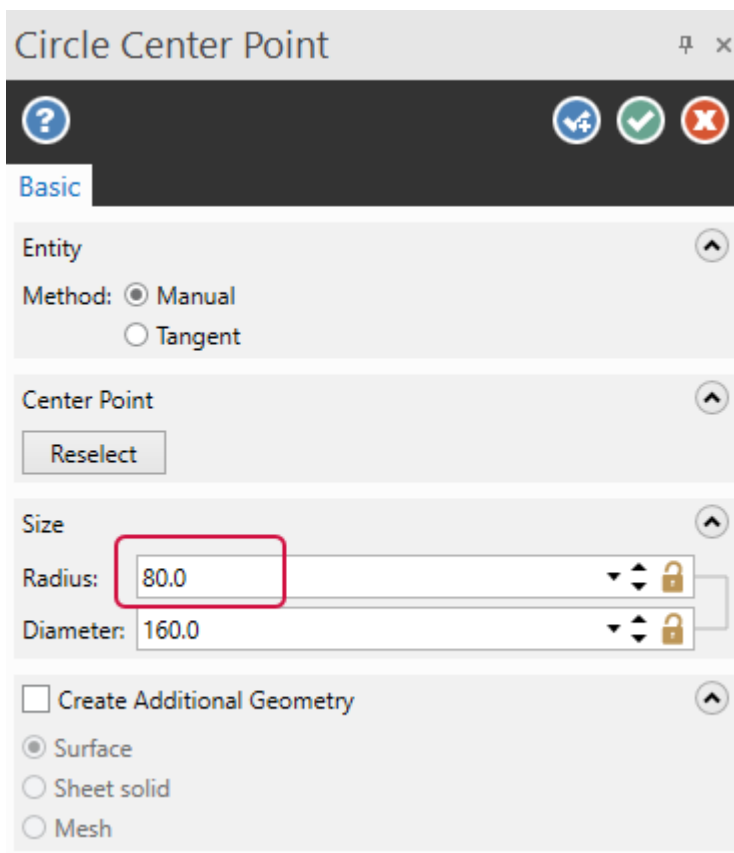 Circle Center Point
Basic
Entity
Method: Manual
Tangent
Center Point
Reselect
Size
Radius: 80.0
Diameter: 160.0
Create Additional Geometry
Surface
Sheet solid
Mesh